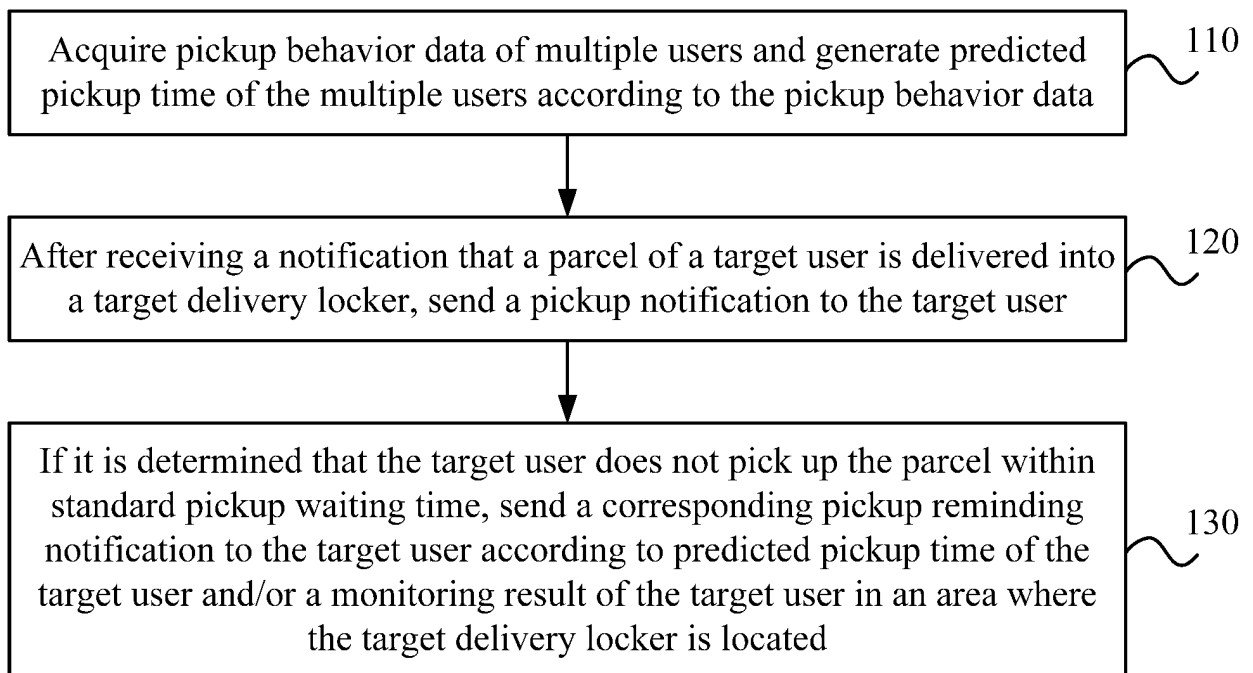 Acquire pickup behavior data of multiple users and generate predicted
pickup time of the multiple users according to the pickup behavior data
110
After receiving a notification that a parcel of a target user is delivered into
a target delivery locker, send a pickup notification to the target user
120
If it is determined that the target user does not pick up the parcel within
standard pickup waiting time, send a corresponding pickup reminding
notification to the target user according to predicted pickup time of the
target user and/or a monitoring result of the target user in an area where
the target delivery locker is located
130